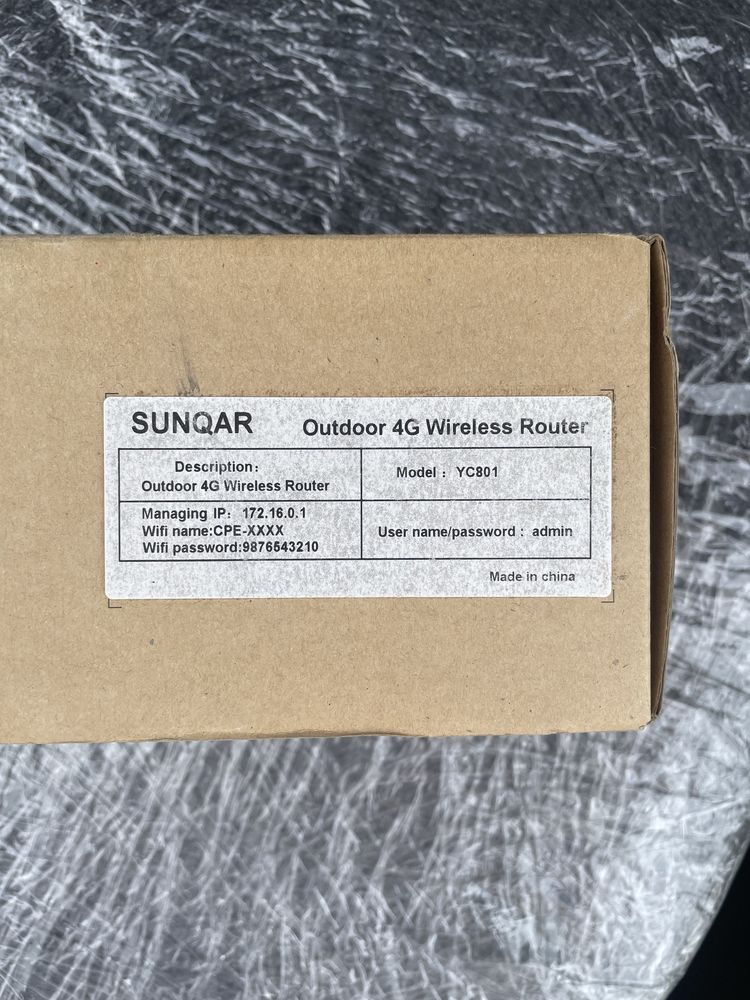 SUNQAR Outdoor 4G Wireless Router
Description:
Outdoor 4G Wireless Router
Model : YC801
Managing IP: 172.16.0.1
Wifi name:CPE-XXXX
Wifi password:9876543210
User name/password : admin
Made in china